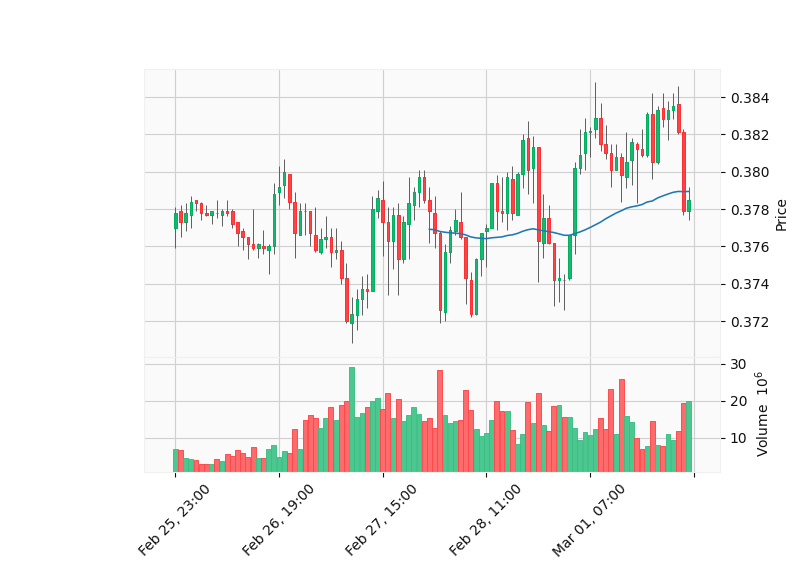 0.384
0.382
0.380
0.378
0.376
0.374
0.372
Price
30
20
10
Volume 10^6
Feb 25, 23:00
Feb 26, 19:00
Feb 27, 15:00
Feb 28, 11:00
Mar 01, 07:00